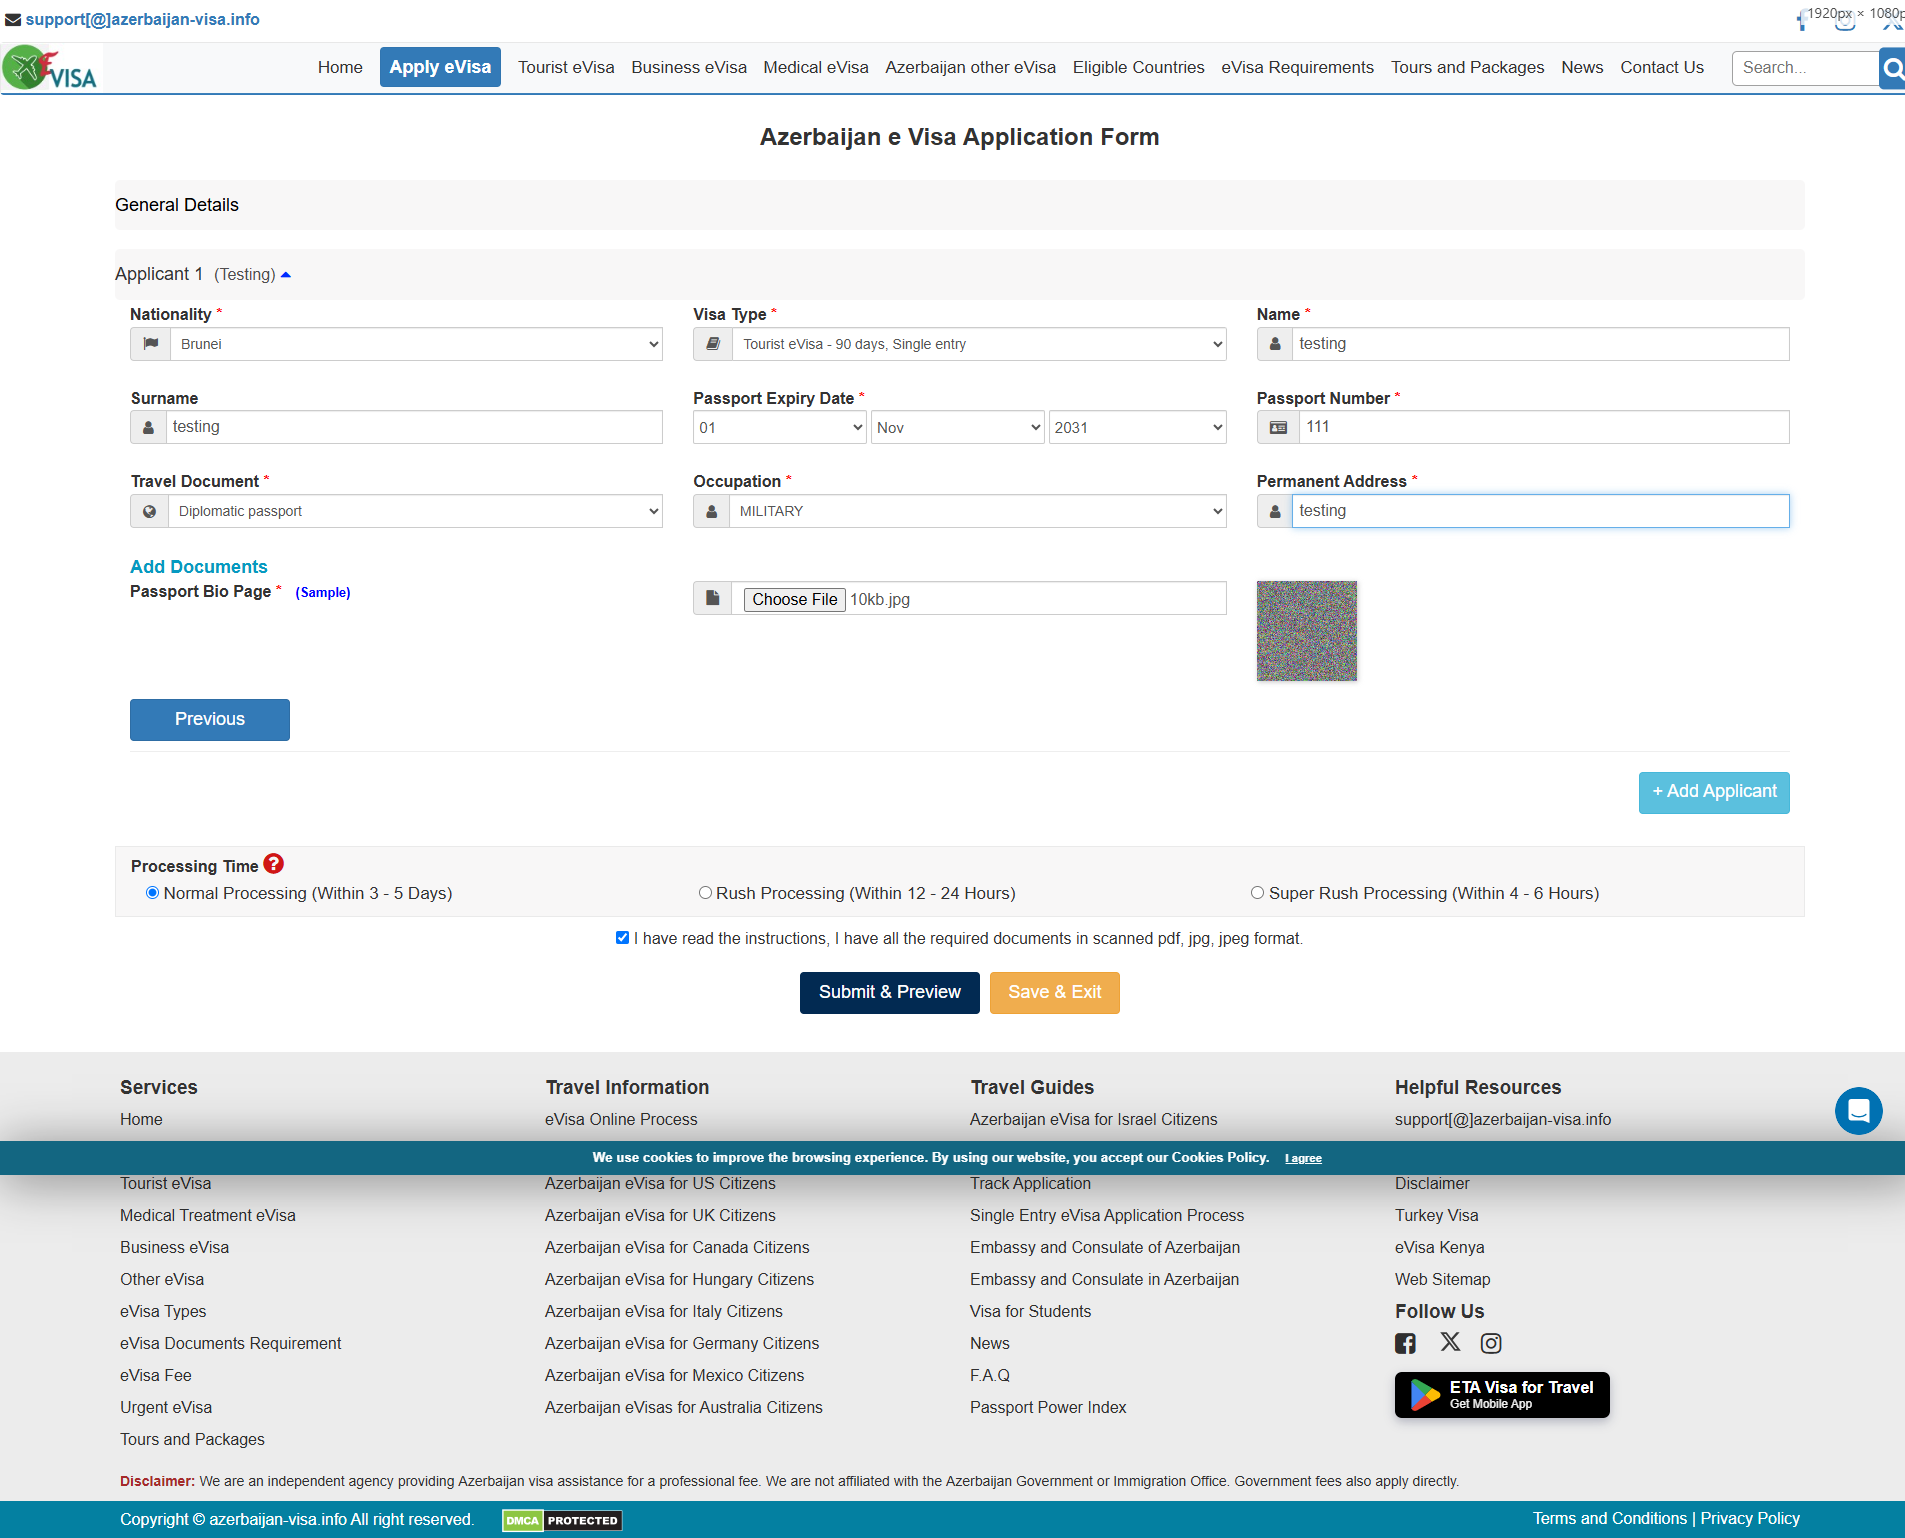 support[@]azerbaijan-visa.info
1920px × 1080p
eVISA
Home Apply eVisa Tourist eVisa Business eVisa Medical eVisa Azerbaijan other eVisa Eligible Countries eVisa Requirements Tours and Packages News Contact Us Search...
Azerbaijan e Visa Application Form
General Details
Applicant 1 (Testing)
Nationality * Visa Type * Name *
Brunei Tourist eVisa - 90 days, Single entry testing
Surname Passport Expiry Date * Passport Number *
testing 01 Nov 2031 111
Travel Document * Occupation * Permanent Address *
Diplomatic passport MILITARY testing
Add Documents
Passport Bio Page * (Sample) Choose File 10kb.jpg
Previous
+ Add Applicant
Processing Time ?
Normal Processing (Within 3 - 5 Days) Rush Processing (Within 12 - 24 Hours) Super Rush Processing (Within 4 - 6 Hours)
I have read the instructions, I have all the required documents in scanned pdf, jpg, jpeg format.
Submit & Preview Save & Exit
Services Travel Information Travel Guides Helpful Resources
Home eVisa Online Process Azerbaijan eVisa for Israel Citizens support[@]azerbaijan-visa.info
We use cookies to improve the browsing experience. By using our website, you accept our Cookies Policy. I agree
Tourist eVisa Azerbaijan eVisa for US Citizens Track Application Disclaimer
Medical Treatment eVisa Azerbaijan eVisa for UK Citizens Single Entry eVisa Application Process Turkey Visa
Business eVisa Azerbaijan eVisa for Canada Citizens Embassy and Consulate of Azerbaijan eVisa Kenya
Other eVisa Azerbaijan eVisa for Hungary Citizens Embassy and Consulate in Azerbaijan Web Sitemap
eVisa Types Azerbaijan eVisa for Italy Citizens Visa for Students Follow Us
eVisa Documents Requirement Azerbaijan eVisa for Germany Citizens News
eVisa Fee Azerbaijan eVisa for Mexico Citizens F.A.Q
ETA Visa for Travel
Get Mobile App
Urgent eVisa Azerbaijan eVisas for Australia Citizens Passport Power Index
Tours and Packages
Disclaimer: We are an independent agency providing Azerbaijan visa assistance for a professional fee. We are not affiliated with the Azerbaijan Government or Immigration Office. Government fees also apply directly.
Copyright © azerbaijan-visa.info All right reserved. DMCA PROTECTED Terms and Conditions | Privacy Policy